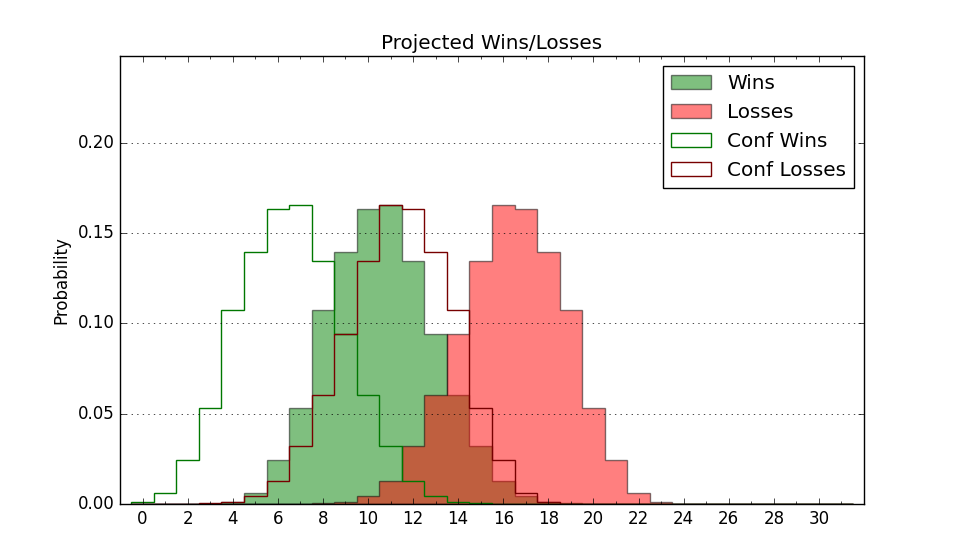 Projected Wins/Losses
Wins
Losses
Conf Wins
Conf Losses
Probability
0.20
0.15
0.10
0.05
0.00
0 2 4 6 8 10 12 14 16 18 20 22 24 26 28 30